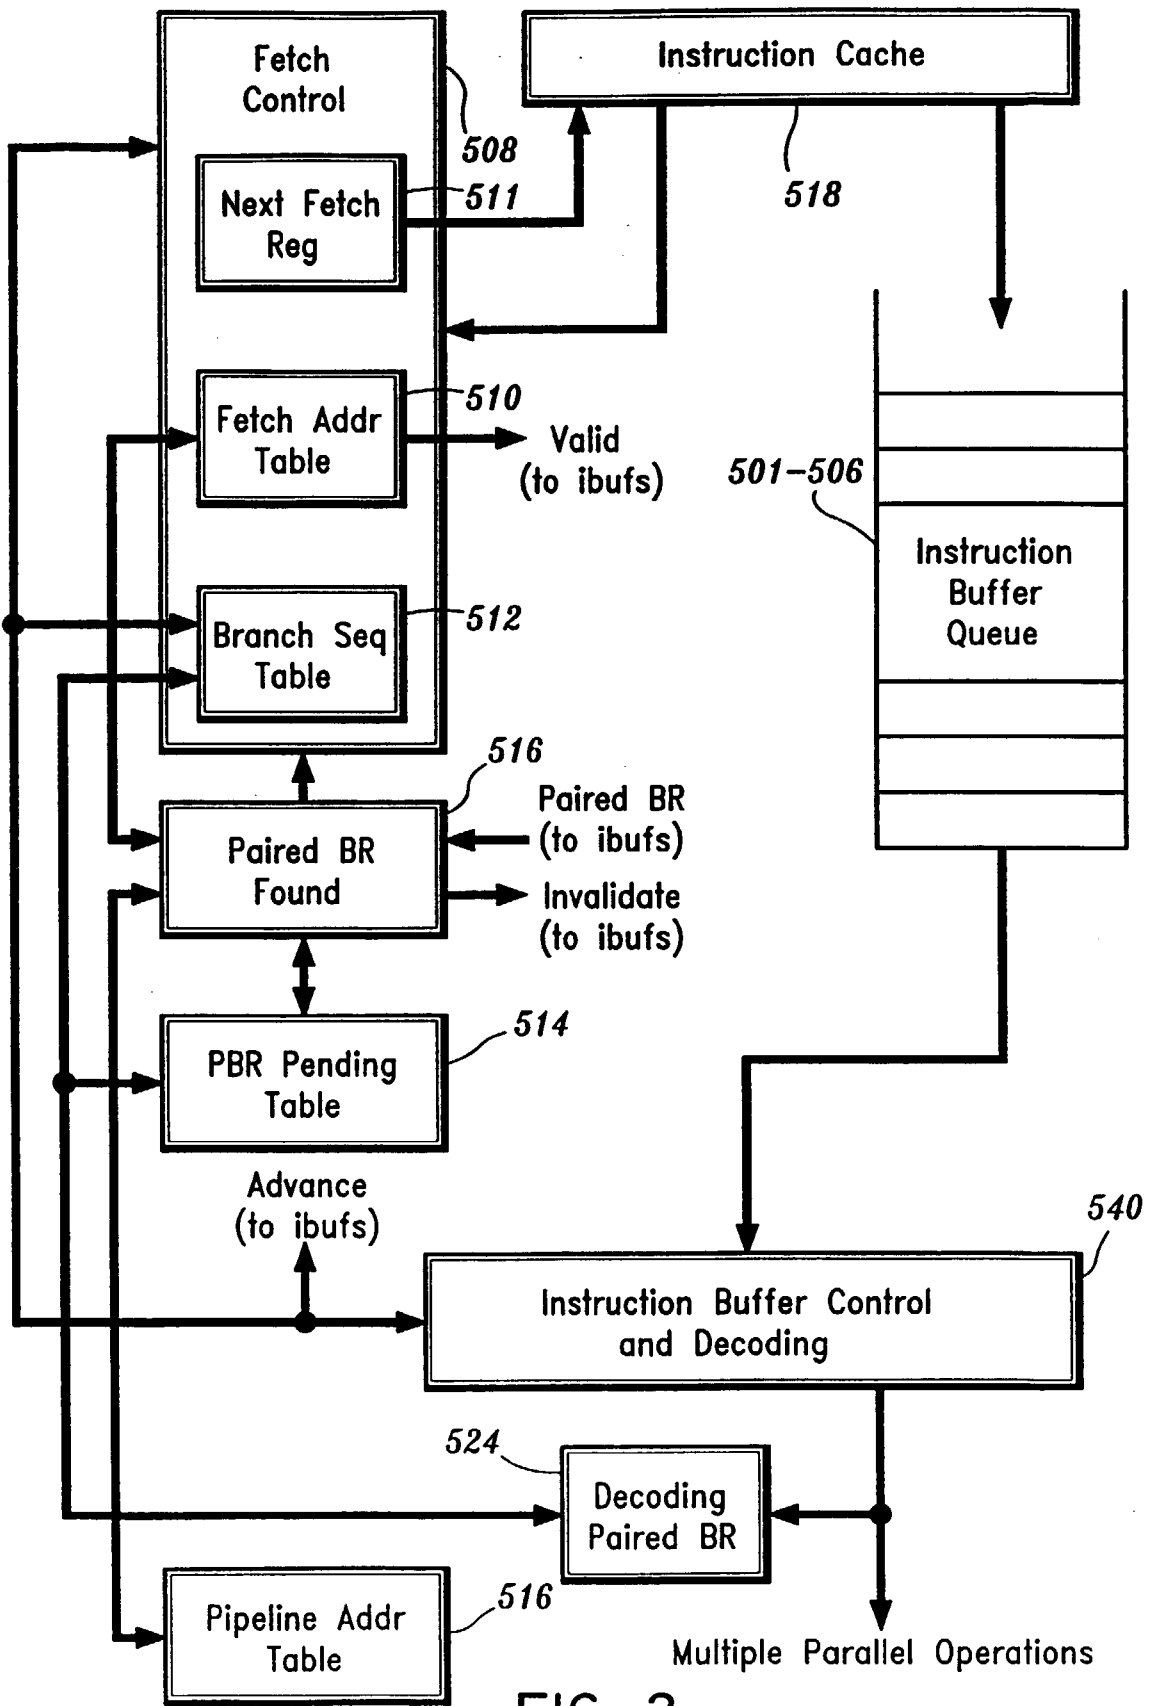 Fetch
Control
508
Instruction Cache
518
511
Next Fetch
Reg
510
Fetch Addr
Table
Valid
(to ibufs)
501-506
Instruction
Buffer
Queue
512
Branch Seq
Table
516
Paired BR
Found
Paired BR
(to ibufs)
Invalidate
(to ibufs)
514
PBR Pending
Table
Advance
(to ibufs)
540
Instruction Buffer Control
and Decoding
524
Decoding
Paired BR
516
Pipeline Addr
Table
Multiple Parallel Operations